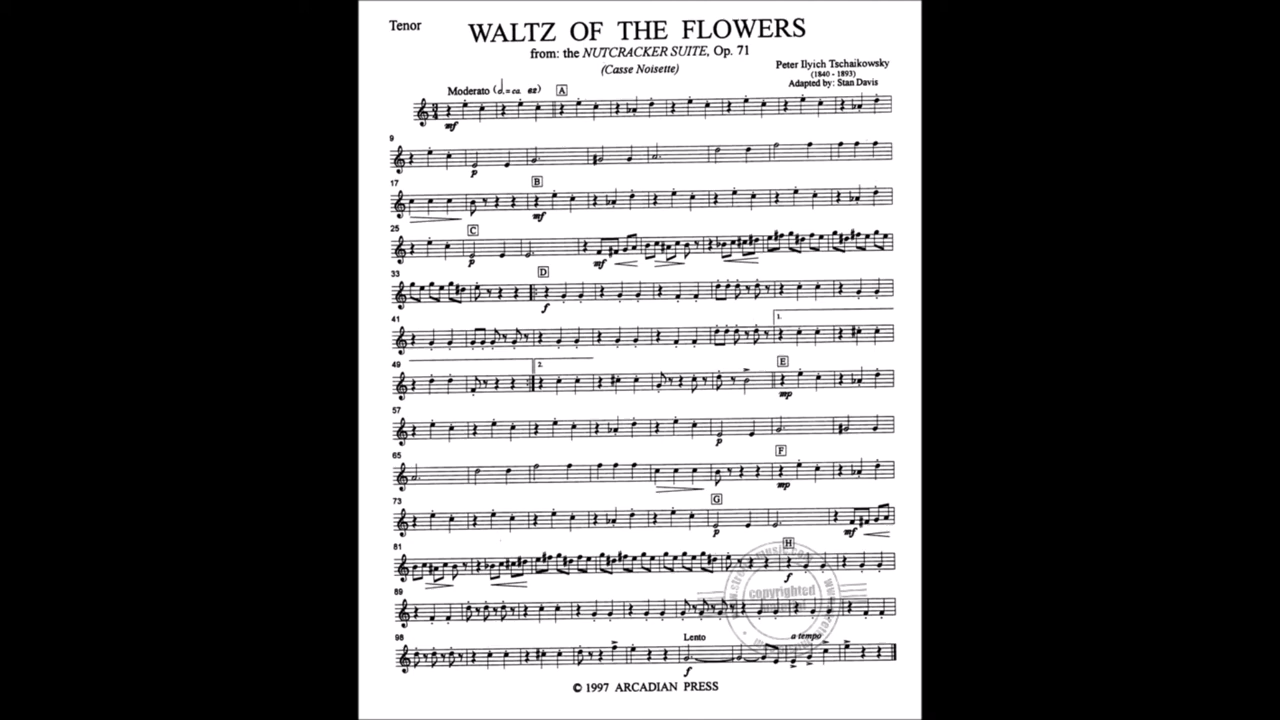 Tenor
WALTZ OF THE FLOWERS
from: the NUTCRACKER SUITE, Op. 71
(Casse Noisette)
Peter Ilyich Tschaikowsky
(1840 - 1893)
Adapted by: Stan Davis
Moderato (𝅗𝅥. = ca. 62) A
mf
9
p
17 B
mf
25 C
p mf
33 D
f
41 1.
49 2. E
mp
57
p
65 F
mp
73 G
p mf
81 H
f
copyrighted
89
98 Lento a tempo
f
© 1997 ARCADIAN PRESS